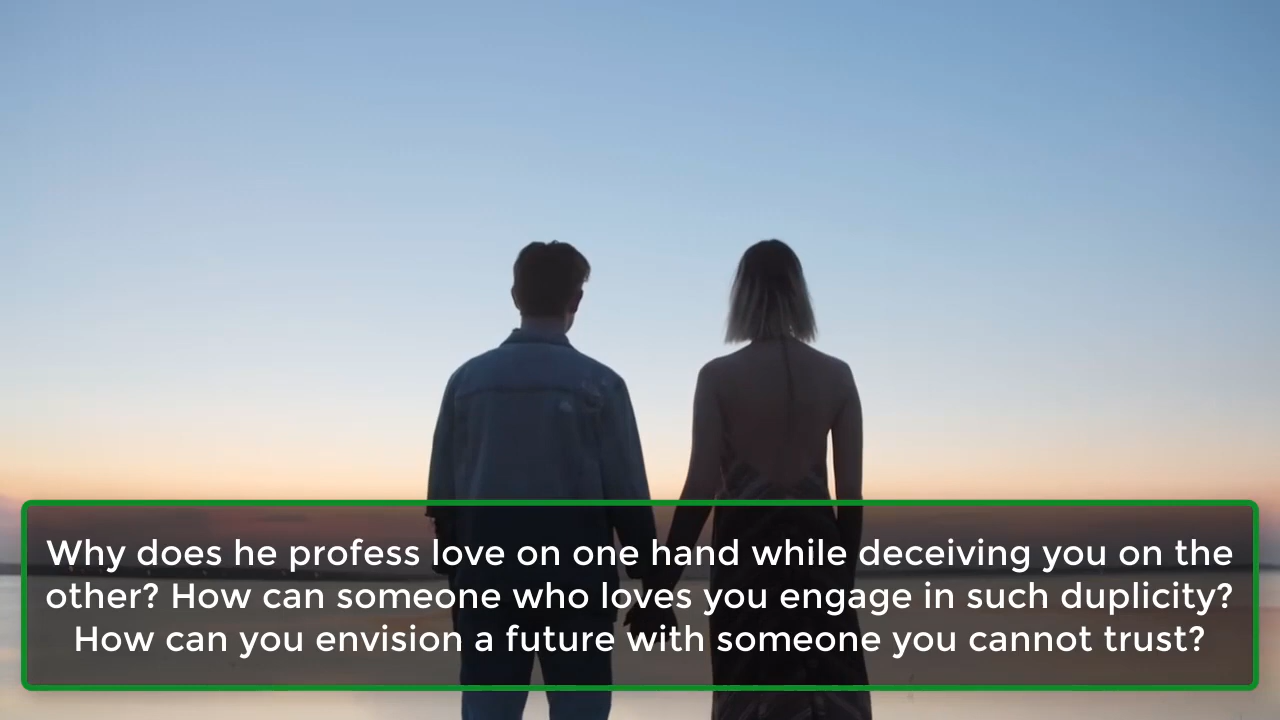 Why does he profess love on one hand while deceiving you on the
other? How can someone who loves you engage in such duplicity?
How can you envision a future with someone you cannot trust?